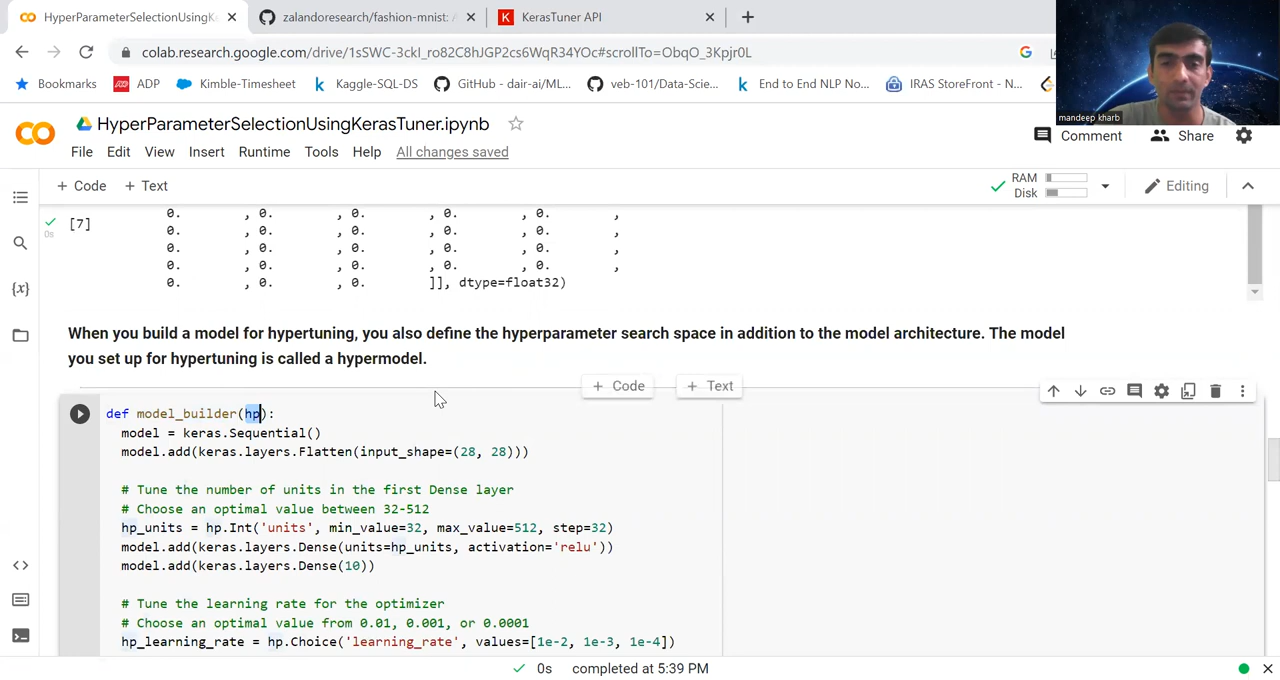 HyperParameterSelectionUsingKe
zalandoresearch/fashion-mnist: A
KerasTuner API
colab.research.google.com/drive/1sSWC-3ckI_ro82C8hJGP2cs6WqR34YOc#scrollTo=ObqO_3Kpjr0L
Bookmarks ADP Kimble-Timesheet Kaggle-SQL-DS GitHub - dair-ai/ML... veb-101/Data-Scie... End to End NLP No... IRAS StoreFront - N...
mandeep kharb
HyperParameterSelectionUsingKerasTuner.ipynb
Comment Share
File Edit View Insert Runtime Tools Help All changes saved
+ Code + Text
RAM
Disk
Editing
[7]
0s
0. , 0. , 0. , 0. , 0. ,
0. , 0. , 0. , 0. , 0. ,
0. , 0. , 0. , 0. , 0. ,
0. , 0. , 0. , 0. , 0. ,
0. , 0. , 0. ]], dtype=float32)
{x}
When you build a model for hypertuning, you also define the hyperparameter search space in addition to the model architecture. The model
you set up for hypertuning is called a hypermodel.
+ Code + Text
def model_builder(hp):
model = keras.Sequential()
model.add(keras.layers.Flatten(input_shape=(28, 28)))
# Tune the number of units in the first Dense layer
# Choose an optimal value between 32-512
hp_units = hp.Int('units', min_value=32, max_value=512, step=32)
model.add(keras.layers.Dense(units=hp_units, activation='relu'))
model.add(keras.layers.Dense(10))
# Tune the learning rate for the optimizer
# Choose an optimal value from 0.01, 0.001, or 0.0001
hp_learning_rate = hp.Choice('learning_rate', values=[1e-2, 1e-3, 1e-4])
0s completed at 5:39 PM